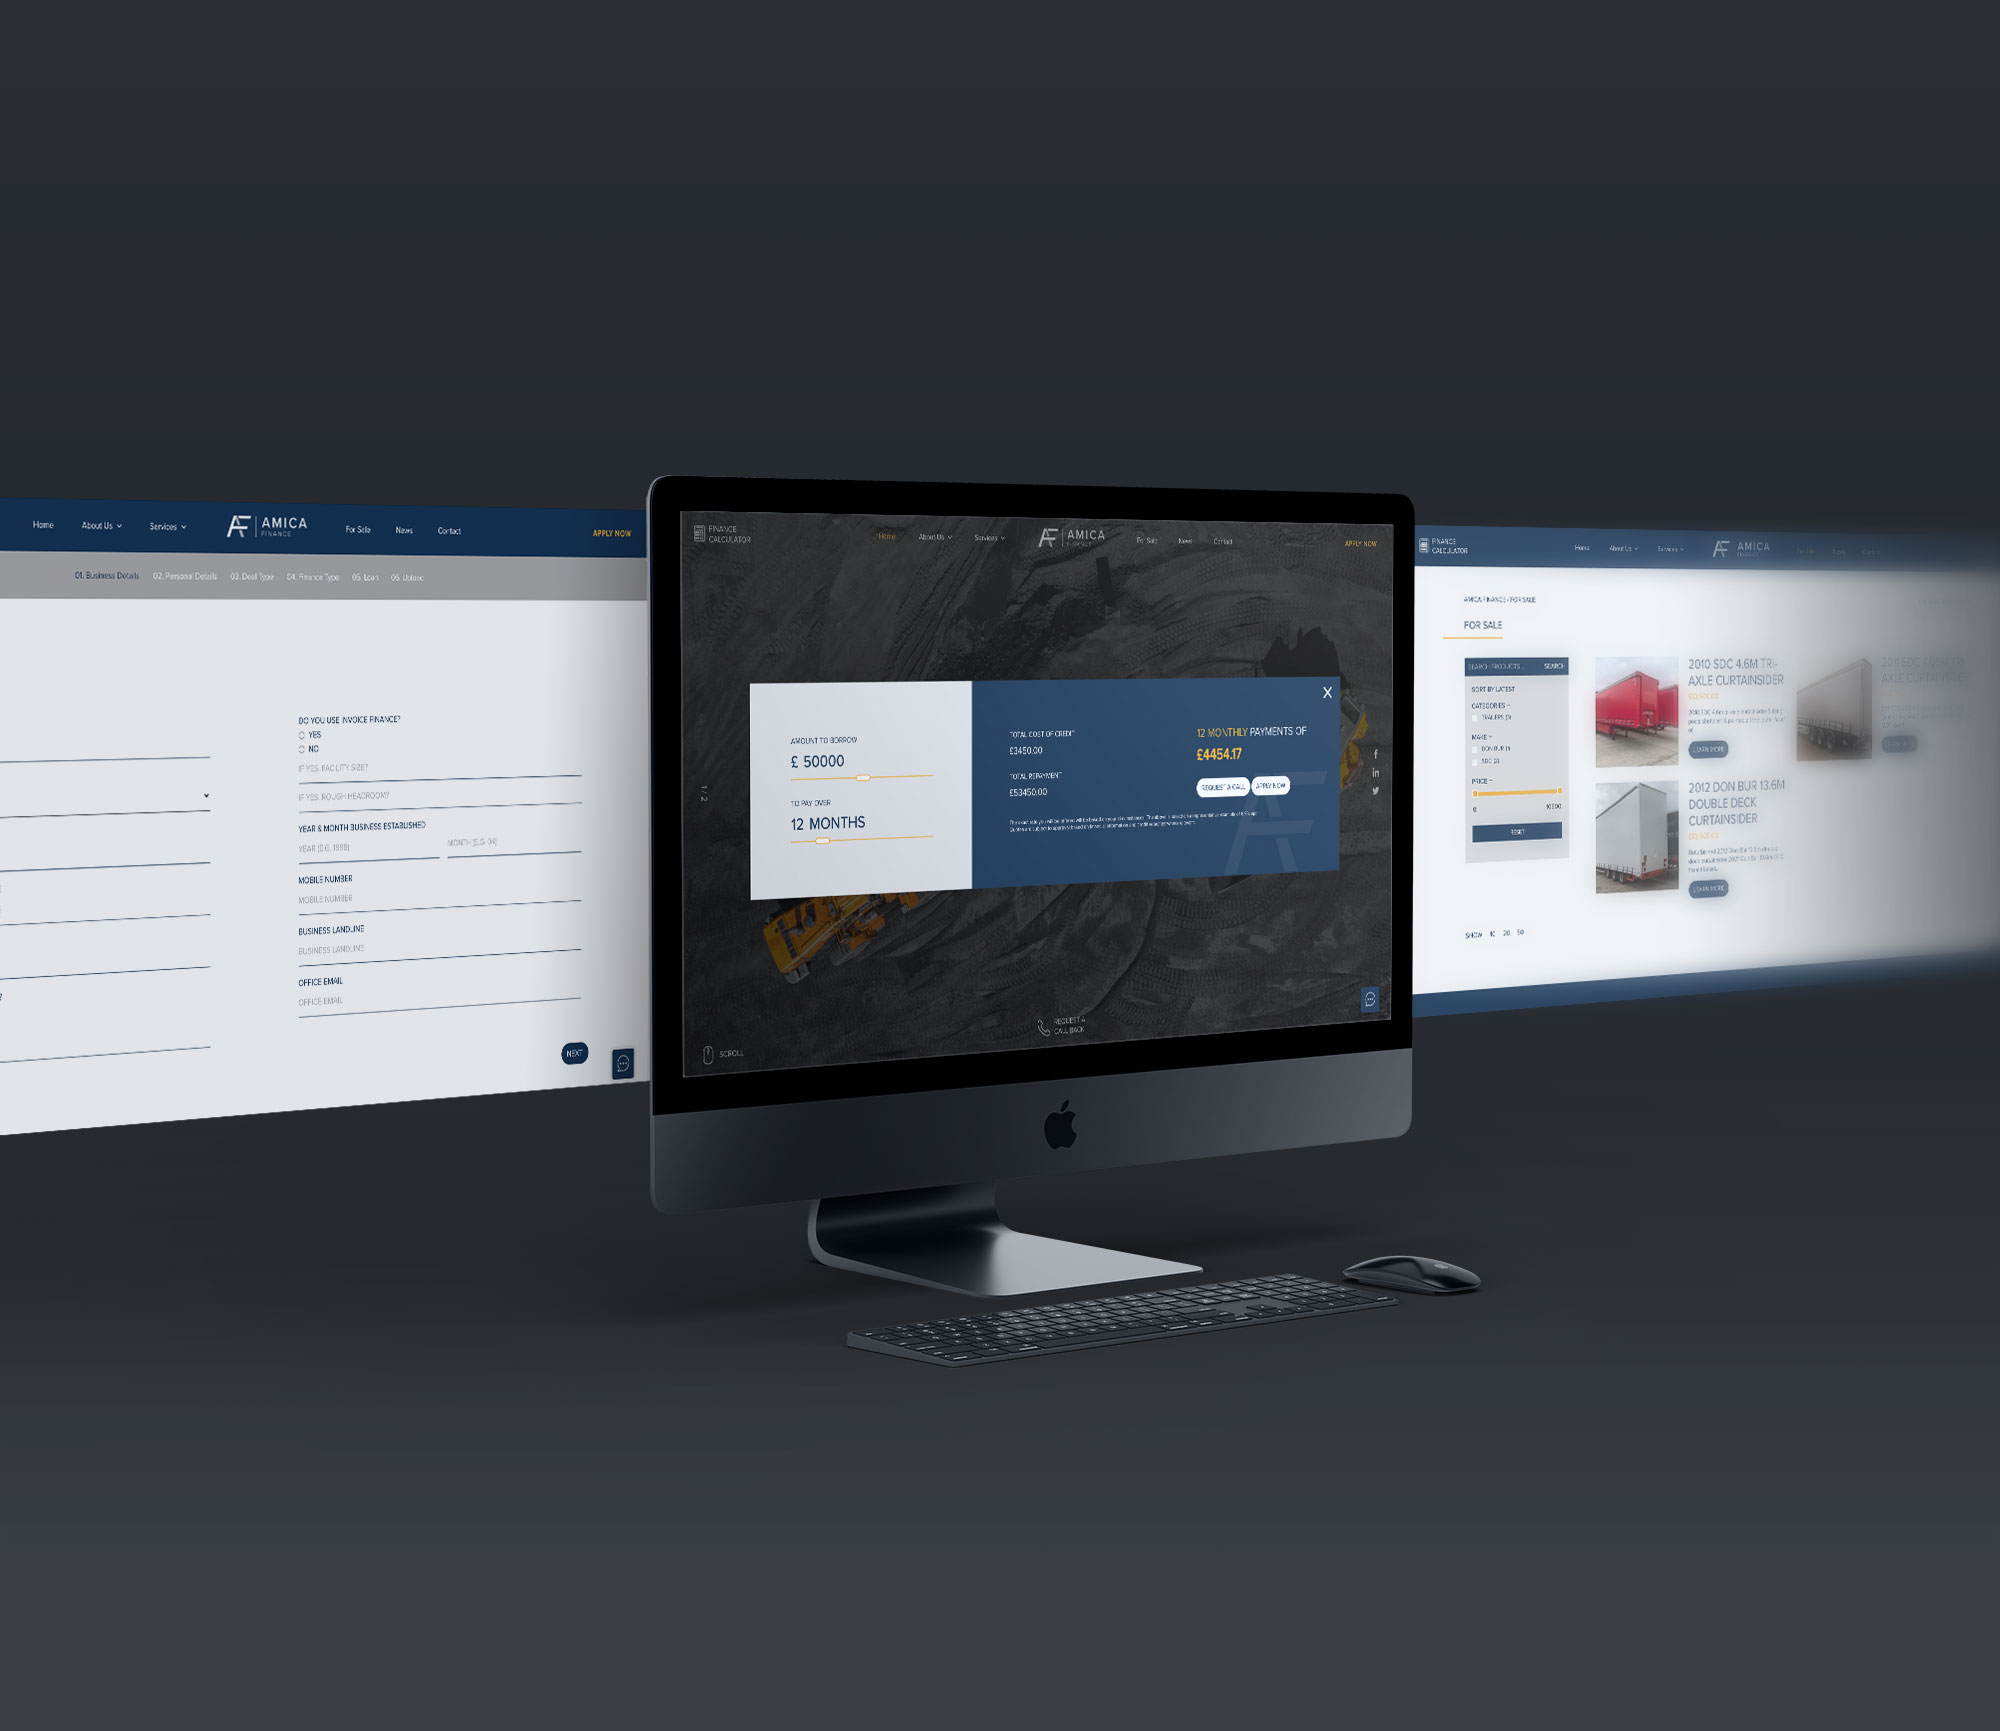 Home About Us Services AMICA FINANCE For Sale News Contact APPLY NOW
01. Business Details 02. Personal Details 03. Deal Type 04. Finance Type 05. Loan 06. Upload
DO YOU USE INVOICE FINANCE?
YES
NO
IF YES, FACILITY SIZE?
IF YES, ROUGH HEADROOM?
YEAR & MONTH BUSINESS ESTABLISHED
YEAR (E.G. 1998) MONTH (E.G. 04)
MOBILE NUMBER
MOBILE NUMBER
BUSINESS LANDLINE
BUSINESS LANDLINE
OFFICE EMAIL
OFFICE EMAIL
NEXT
FINANCE
CALCULATOR
Home About Us Services AMICA FINANCE For Sale News Contact APPLY NOW
X
AMOUNT TO BORROW
£ 50000
TO PAY OVER
12 MONTHS
TOTAL COST OF CREDIT
£3450.00
TOTAL REPAYMENT
£53450.00
12 MONTHLY PAYMENTS OF
£4454.17
REQUEST A CALL APPLY NOW
1 / 2
SCROLL
REQUEST A
CALL BACK
FINANCE
CALCULATOR
Home About Us Services AMICA
AMICA FINANCE / FOR SALE
FOR SALE
SEARCH PRODUCTS... SEARCH
SORT BY LATEST
CATEGORIES
TRAILERS (3)
MAKE
DON BUR (1)
SDC (2)
PRICE
RESET
SHOW 10 20 50
2010 SDC 4.6M TRI-
AXLE CURTAINSIDER
LEARN MORE
2012 DON BUR 13.6M
DOUBLE DECK
CURTAINSIDER
LEARN MORE